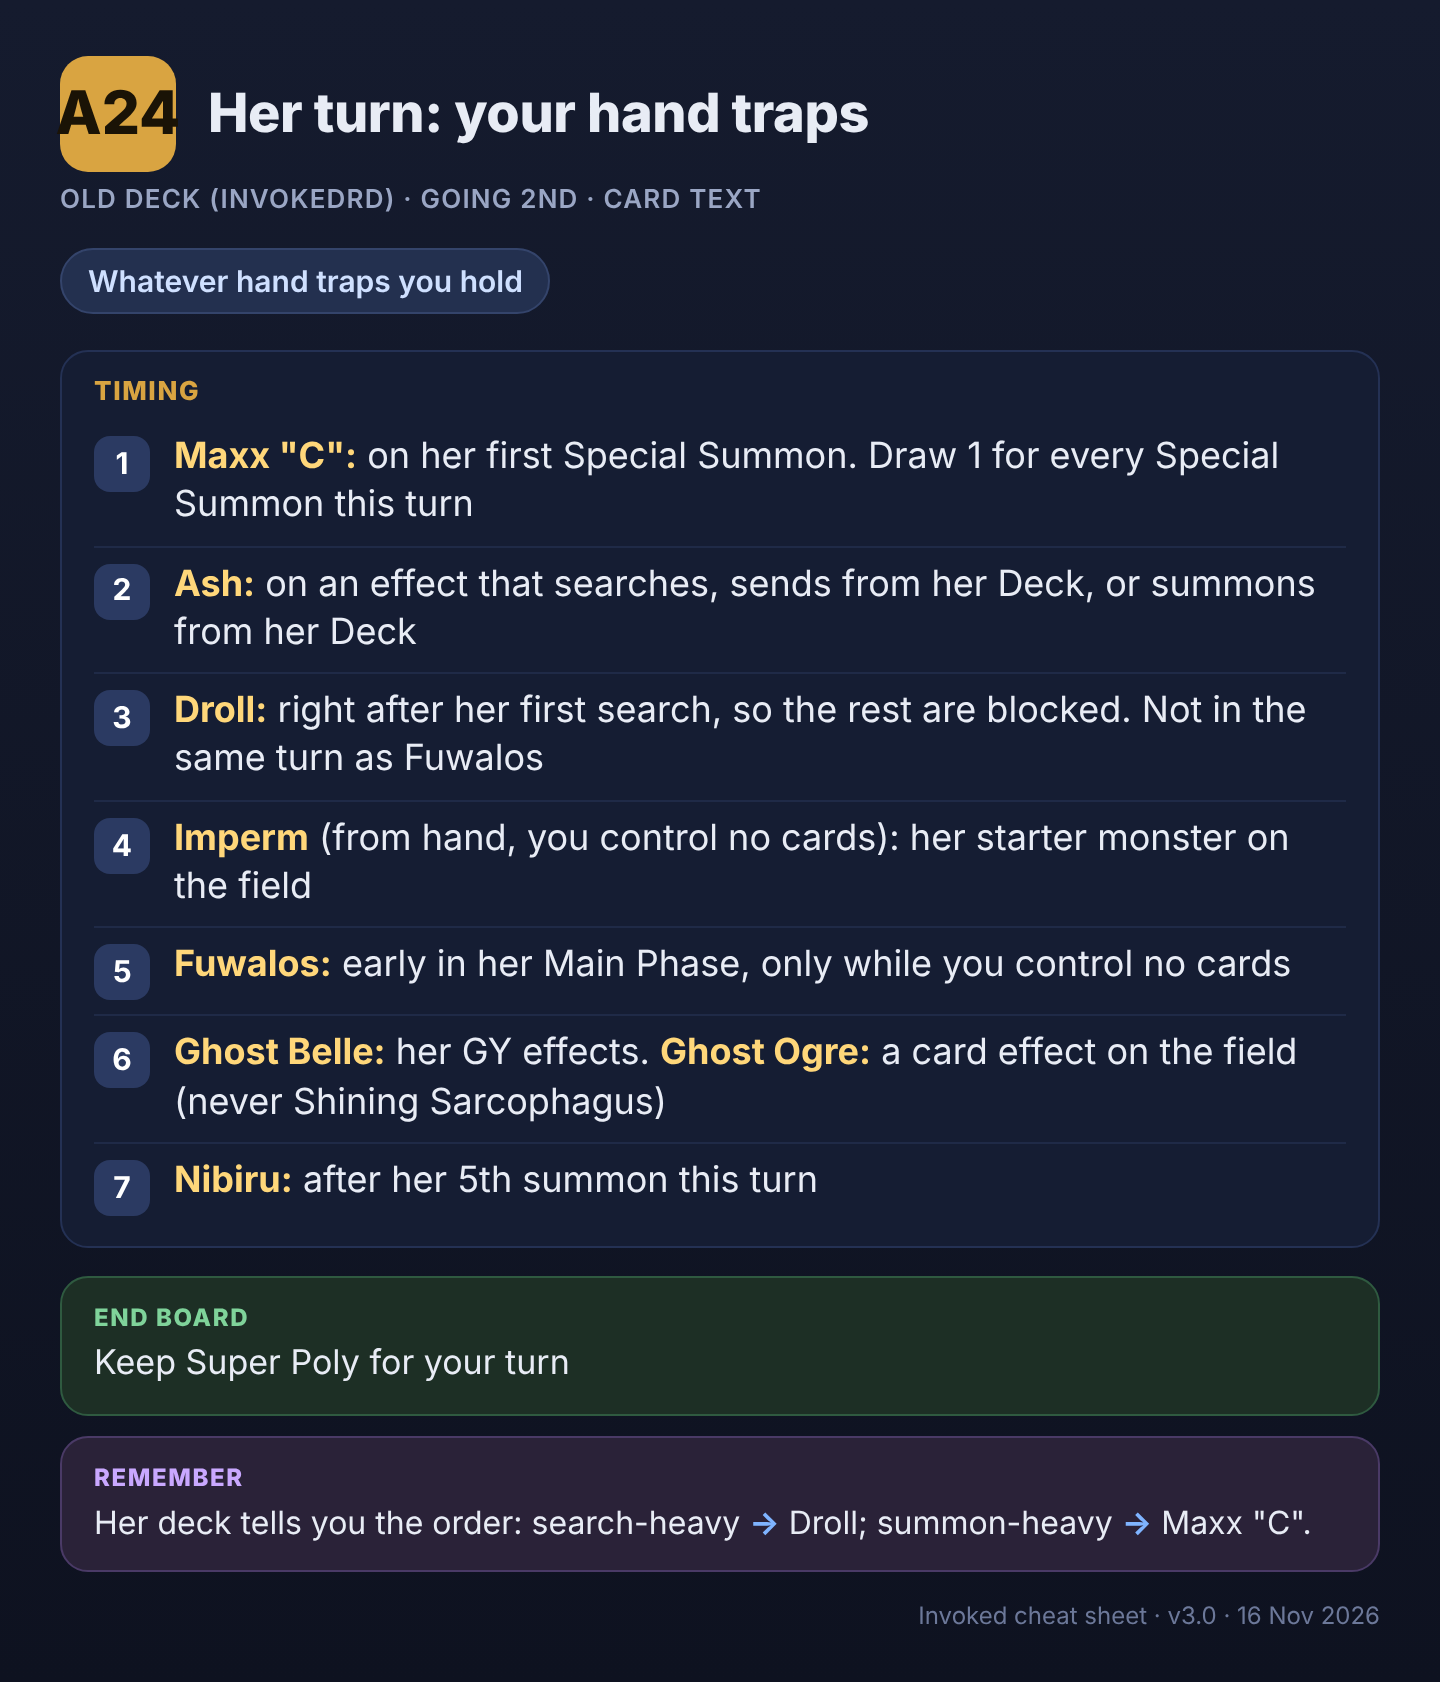 A24
Her turn: your hand traps
OLD DECK (INVOKEDRD) · GOING 2ND · CARD TEXT
Whatever hand traps you hold
TIMING
1
Maxx "C": on her first Special Summon. Draw 1 for every Special
Summon this turn
2
Ash: on an effect that searches, sends from her Deck, or summons
from her Deck
3
Droll: right after her first search, so the rest are blocked. Not in the
same turn as Fuwalos
4
Imperm (from hand, you control no cards): her starter monster on
the field
5
Fuwalos: early in her Main Phase, only while you control no cards
6
Ghost Belle: her GY effects. Ghost Ogre: a card effect on the field
(never Shining Sarcophagus)
7
Nibiru: after her 5th summon this turn
END BOARD
Keep Super Poly for your turn
REMEMBER
Her deck tells you the order: search-heavy → Droll; summon-heavy → Maxx "C".
Invoked cheat sheet · v3.0 · 16 Nov 2026